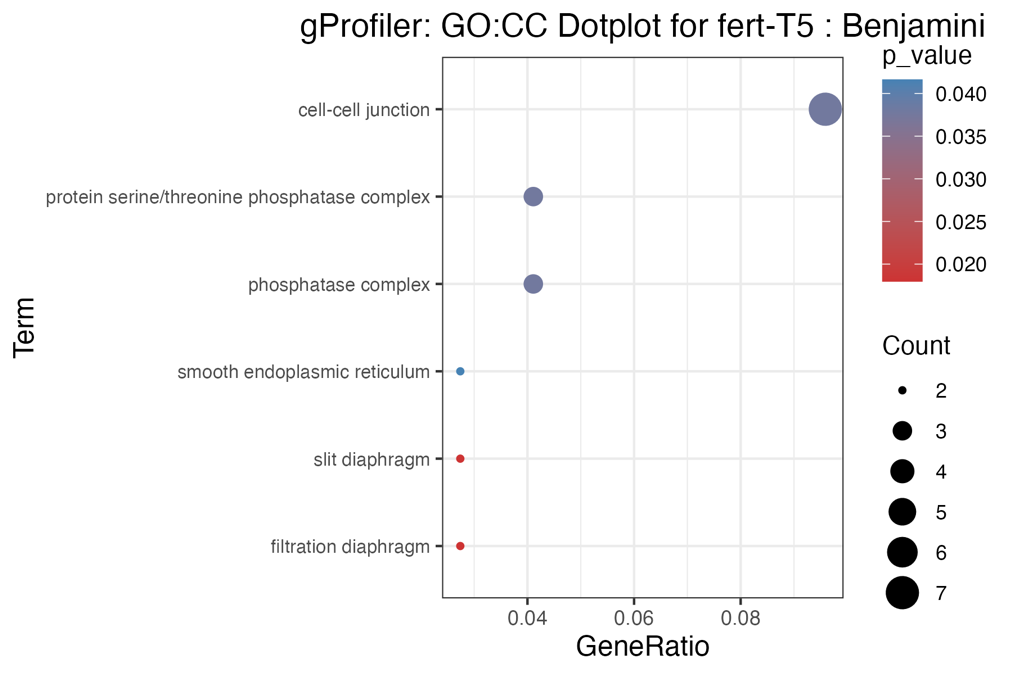 gProfiler: GO:CC Dotplot for fert-T5 : Benjamini
cell-cell junction
protein serine/threonine phosphatase complex
phosphatase complex
smooth endoplasmic reticulum
slit diaphragm
filtration diaphragm
Term
0.04
0.06
0.08
GeneRatio
p_value
0.040
0.035
0.030
0.025
0.020
Count
2
3
4
5
6
7